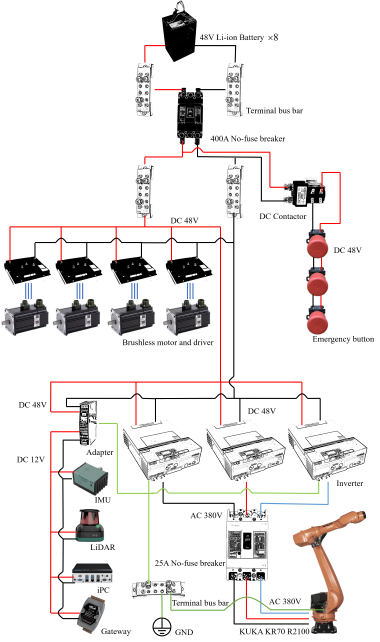 48V Li-ion Battery ×8
Terminal bus bar
400A No-fuse breaker
DC 48V
DC Contactor
DC 48V
Brushless motor and driver
Emergency button
DC 48V
DC 48V
Adapter
DC 12V
Inverter
IMU
AC 380V
LiDAR
25A No-fuse breaker
iPC
Terminal bus bar
AC 380V
Gateway
GND
KUKA KR70 R2100